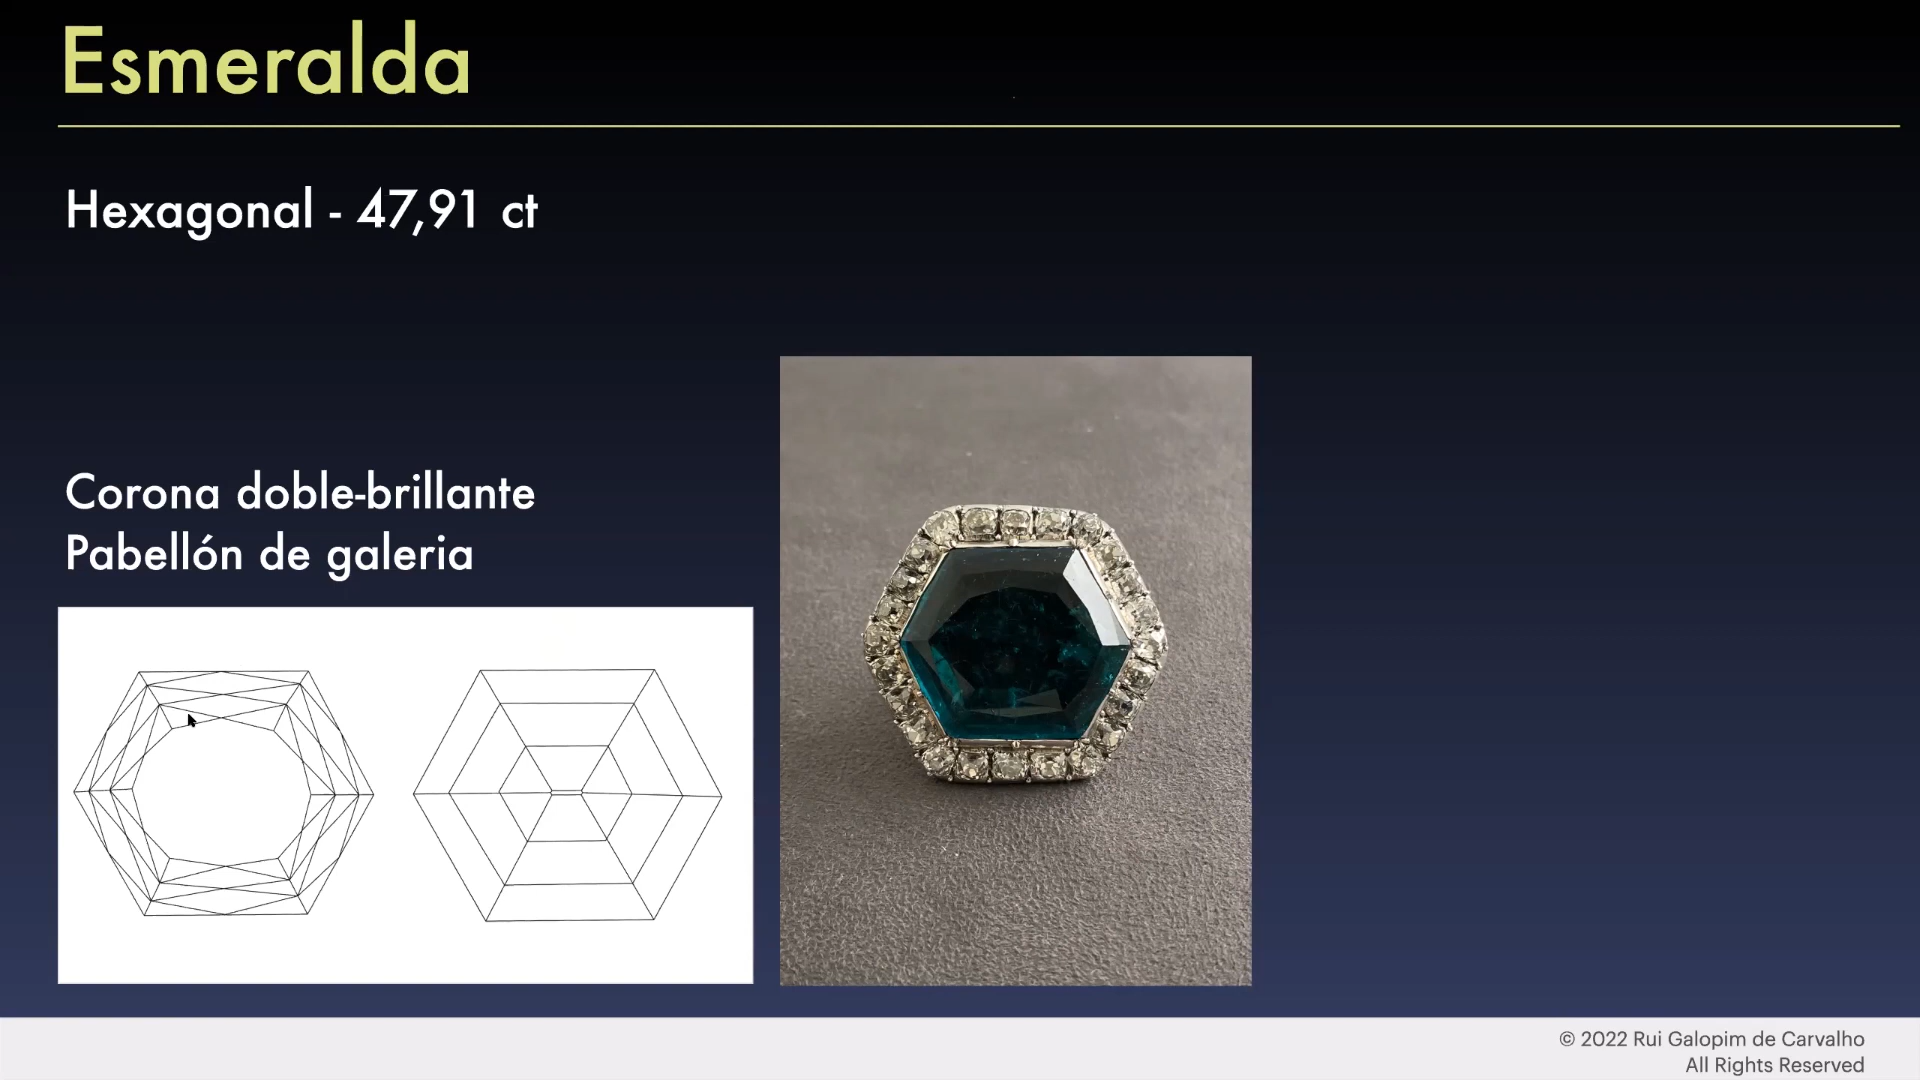 Esmeralda
Hexagonal - 47,91 ct
Corona doble-brillante
Pabellón de galeria
© 2022 Rui Galopim de Carvalho
All Rights Reserved